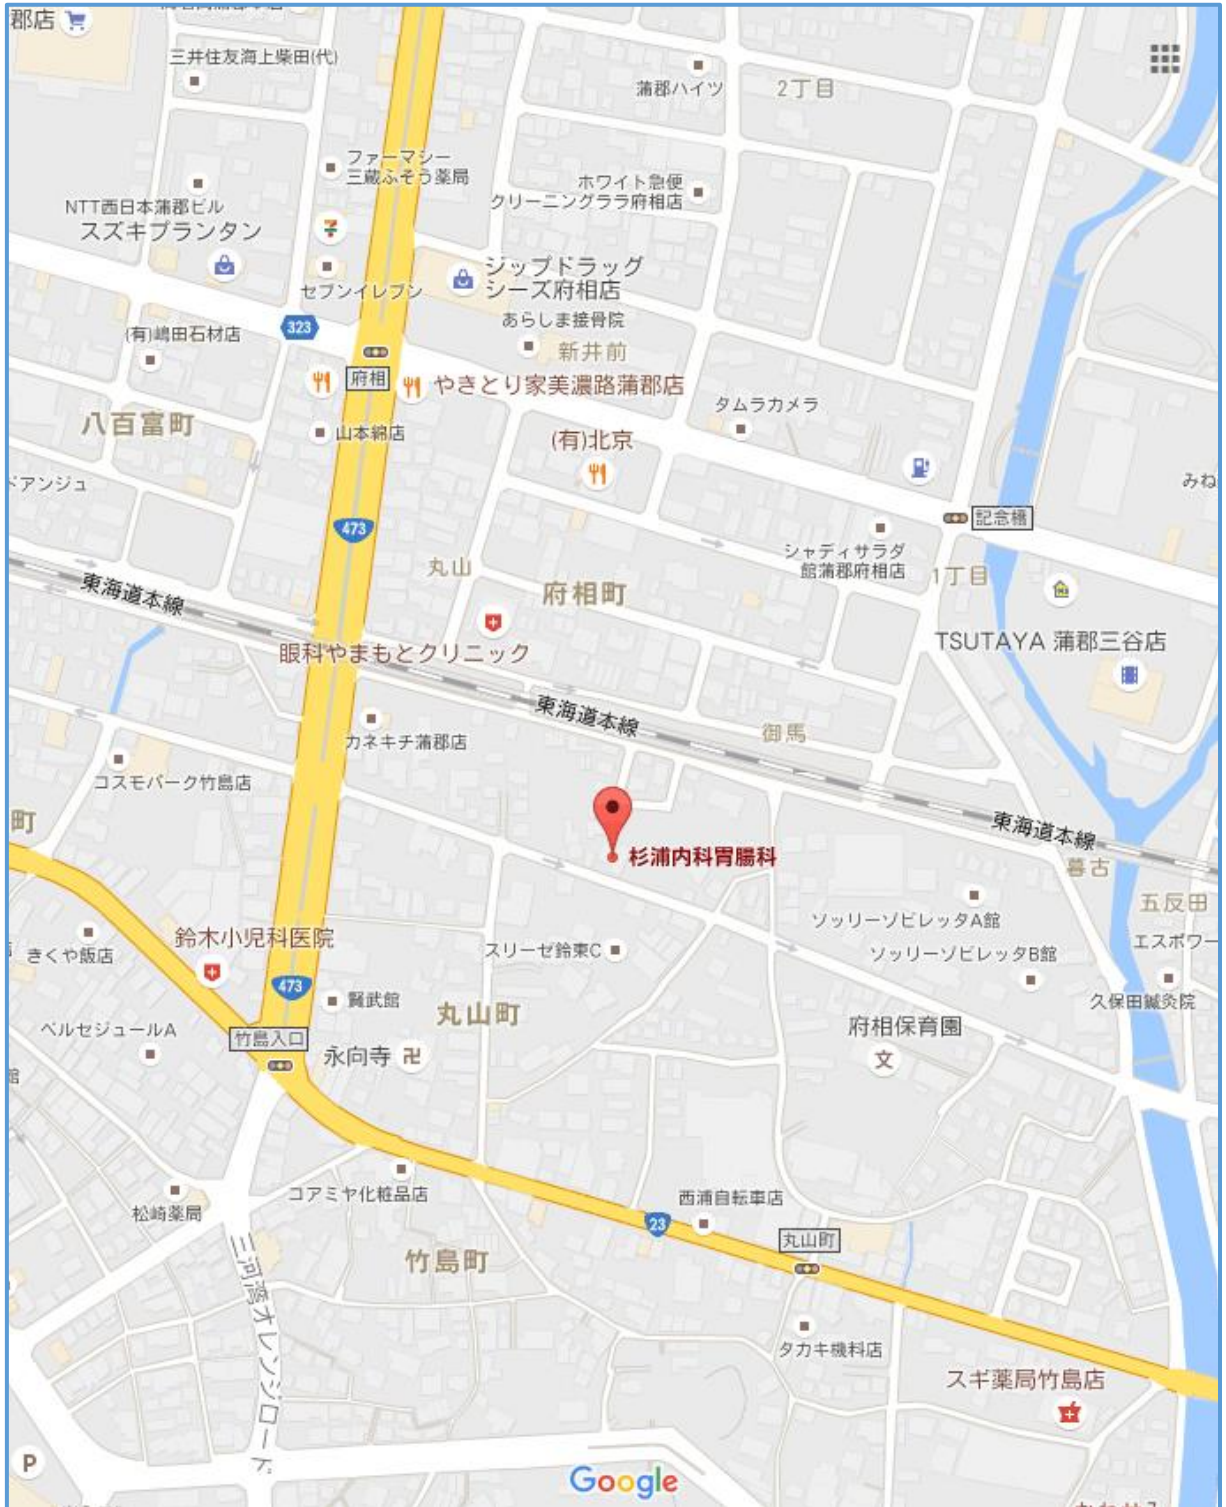 郡店
三井住友海上柴田(代)
蒲郡ハイツ
2丁目
ファーマシー
三蔵ふそう薬局
ホワイト急便
クリーニングララ府相店
NTT西日本蒲郡ビル
スズキプランタン
ジップドラッグ
シーズ府相店
セブンイレブン
あらしま接骨院
323
(有)嶋田石材店
新井前
府相
やきとり家美濃路蒲郡店
タムラカメラ
八百富町
山本綿店
(有)北京
ドアンジュ
みね
473
記念橋
シャディサラダ
館蒲郡府相店
丸山
1丁目
東海道本線
府相町
TSUTAYA 蒲郡三谷店
眼科やまもとクリニック
東海道本線
御馬
カネキチ蒲郡店
コスモパーク竹島店
町
東海道本線
杉浦内科胃腸科
暮古
五反田
ソッリーゾビレッタA館
鈴木小児科医院
エスポワー
きくや飯店
スリーゼ鈴東C
ソッリーゾビレッタB館
473
賢武館
久保田鍼灸院
丸山町
ベルセジュールA
竹島入口
府相保育園
永向寺
卍
文
館
コアミヤ化粧品店
西浦自転車店
松崎薬局
23
丸山町
竹島町
三河湾オレンジロード
タカキ機料店
スギ薬局竹島店
P
Google